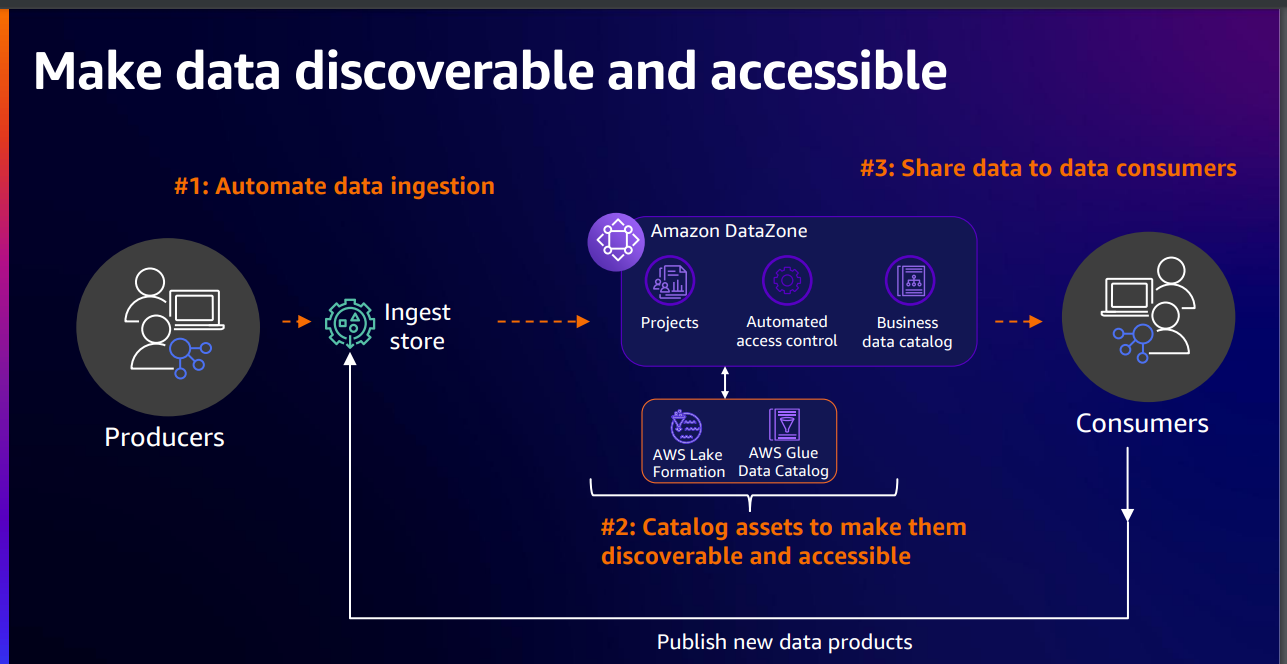 Make data discoverable and accessible
#1: Automate data ingestion
#3: Share data to data consumers
Amazon DataZone
Projects
Automated
access control
Business
data catalog
Ingest
store
Producers
Consumers
AWS Lake
Formation
AWS Glue
Data Catalog
#2: Catalog assets to make them
discoverable and accessible
Publish new data products